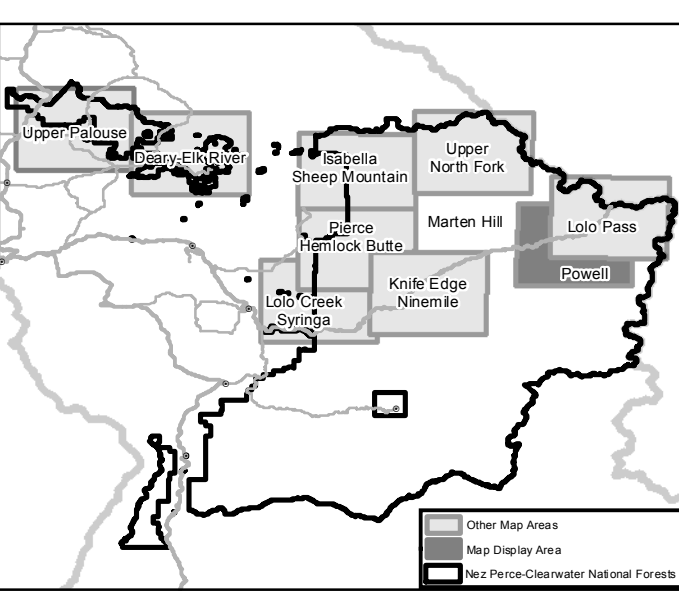 Upper Palouse
Deary-Elk River
Isabella
Sheep Mountain
Upper
North Fork
Pierce
Hemlock Butte
Marten Hill
Lolo Pass
Powell
Knife Edge
Ninemile
Lolo Creek
Syringa
Other Map Areas
Map Display Area
Nez Perce-Clearwater National Forests